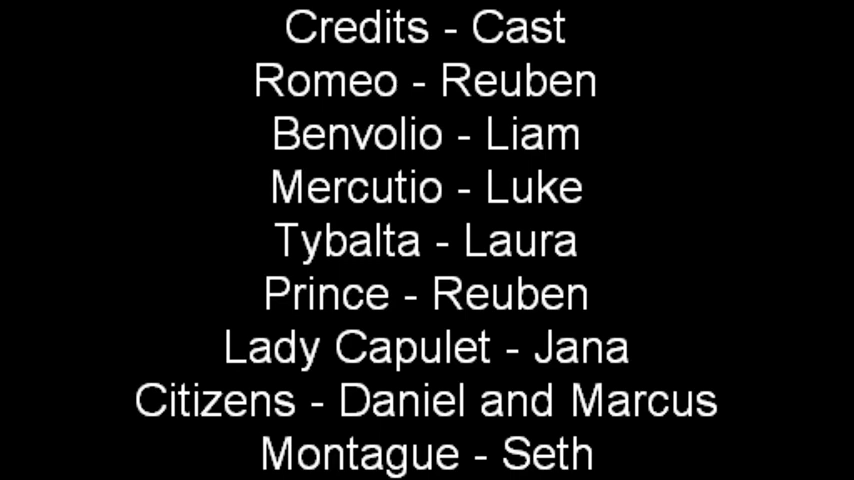 Credits - Cast
Romeo - Reuben
Benvolio - Liam
Mercutio - Luke
Tybalta - Laura
Prince - Reuben
Lady Capulet - Jana
Citizens - Daniel and Marcus
Montague - Seth